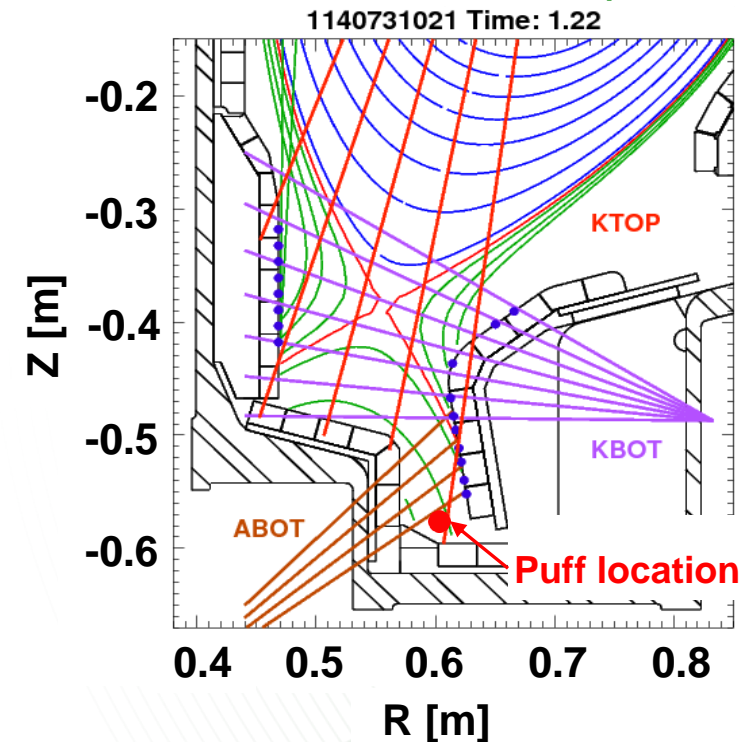 1140731021 Time: 1.22
-0.2
-0.3
-0.4
-0.5
-0.6
Z [m]
KTOP
KBOT
ABOT
Puff location
0.4 0.5 0.6 0.7 0.8
R [m]